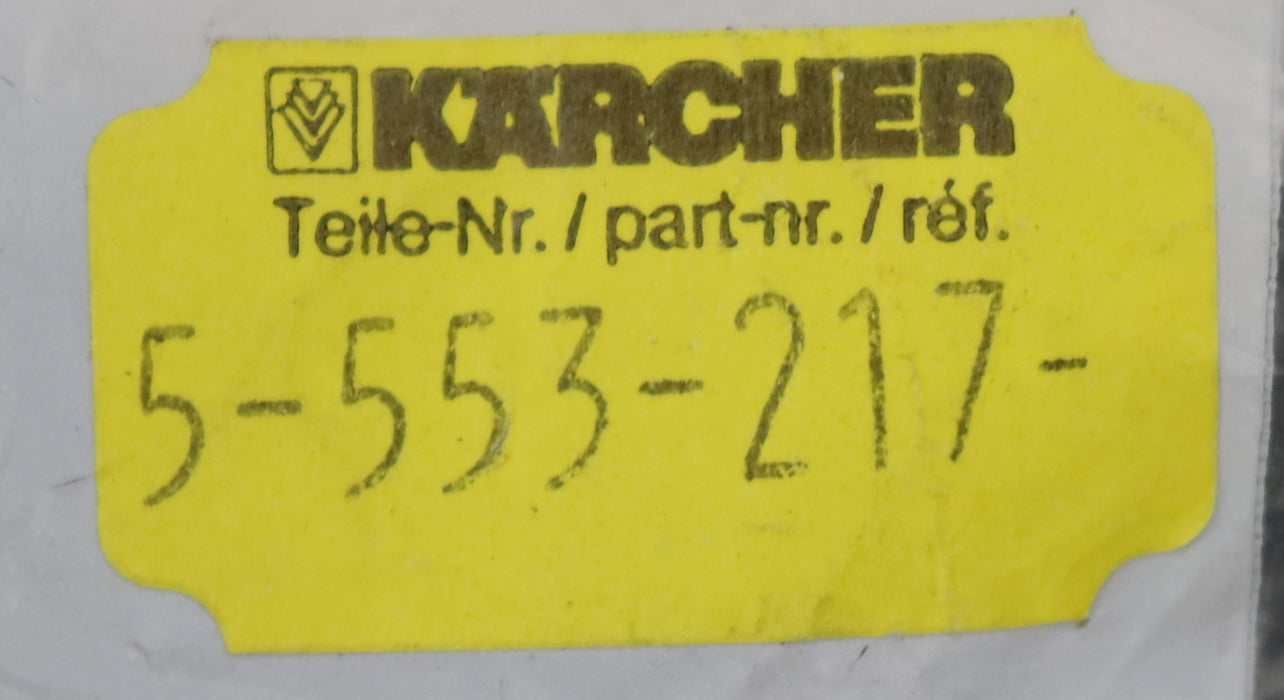 KÄRCHER
Teile-Nr. / part-nr. / réf.
5-553-217-